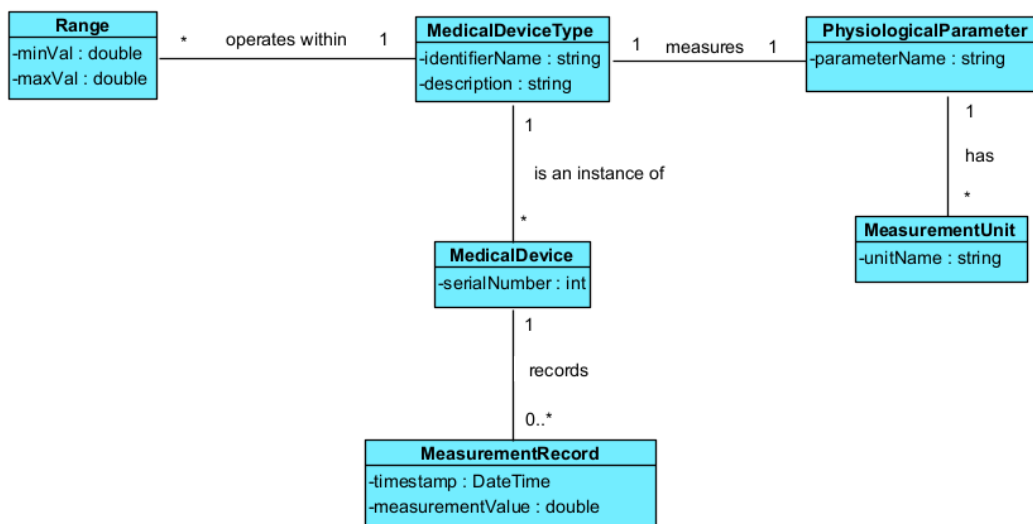 Range
-minVal : double
-maxVal : double
* operates within 1
MedicalDeviceType
-identifierName : string
-description : string
1 measures 1
PhysiologicalParameter
-parameterName : string
1
is an instance of
*
1
has
*
MeasurementUnit
-unitName : string
MedicalDevice
-serialNumber : int
1
records
0..*
MeasurementRecord
-timestamp : DateTime
-measurementValue : double